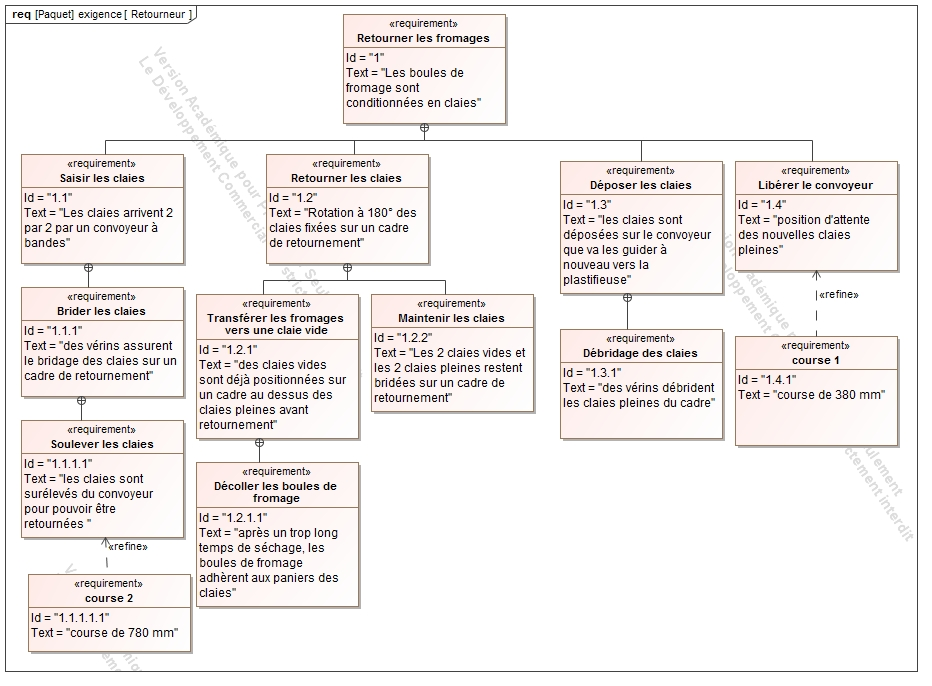 req [Paquet] exigence [ Retourneur ]
«requirement»
Retourner les fromages
Id = "1"
Text = "Les boules de
fromage sont
conditionnées en claies"
«requirement»
Saisir les claies
Id = "1.1"
Text = "Les claies arrivent 2
par 2 par un convoyeur à
bandes"
«requirement»
Retourner les claies
Id = "1.2"
Text = "Rotation à 180° des
claies fixées sur un cadre
de retournement"
«requirement»
Déposer les claies
Id = "1.3"
Text = "les claies sont
déposées sur le convoyeur
que va les guider à
nouveau vers la
plastifieuse"
«requirement»
Libérer le convoyeur
Id = "1.4"
Text = "position d'attente
des nouvelles claies
pleines"
«requirement»
Brider les claies
Id = "1.1.1"
Text = "des vérins assurent
le bridage des claies sur un
cadre de retournement"
«requirement»
Transférer les fromages
vers une claie vide
Id = "1.2.1"
Text = "des claies vides
sont déjà positionnées sur
un cadre au dessus des
claies pleines avant
retournement"
«requirement»
Maintenir les claies
Id = "1.2.2"
Text = "Les 2 claies vides et
les 2 claies pleines restent
bridées sur un cadre de
retournement"
«requirement»
Débridage des claies
Id = "1.3.1"
Text = "des vérins débrident
les claies pleines du cadre"
«refine»
«requirement»
course 1
Id = "1.4.1"
Text = "course de 380 mm"
«requirement»
Soulever les claies
Id = "1.1.1.1"
Text = "les claies sont
surélevés du convoyeur
pour pouvoir être
retournées "
«requirement»
Décoller les boules de
fromage
Id = "1.2.1.1"
Text = "après un trop long
temps de séchage, les
boules de fromage
adhèrent aux paniers des
claies"
«refine»
«requirement»
course 2
Id = "1.1.1.1.1"
Text = "course de 780 mm"
Version Académique pour
Le Développement Commercial